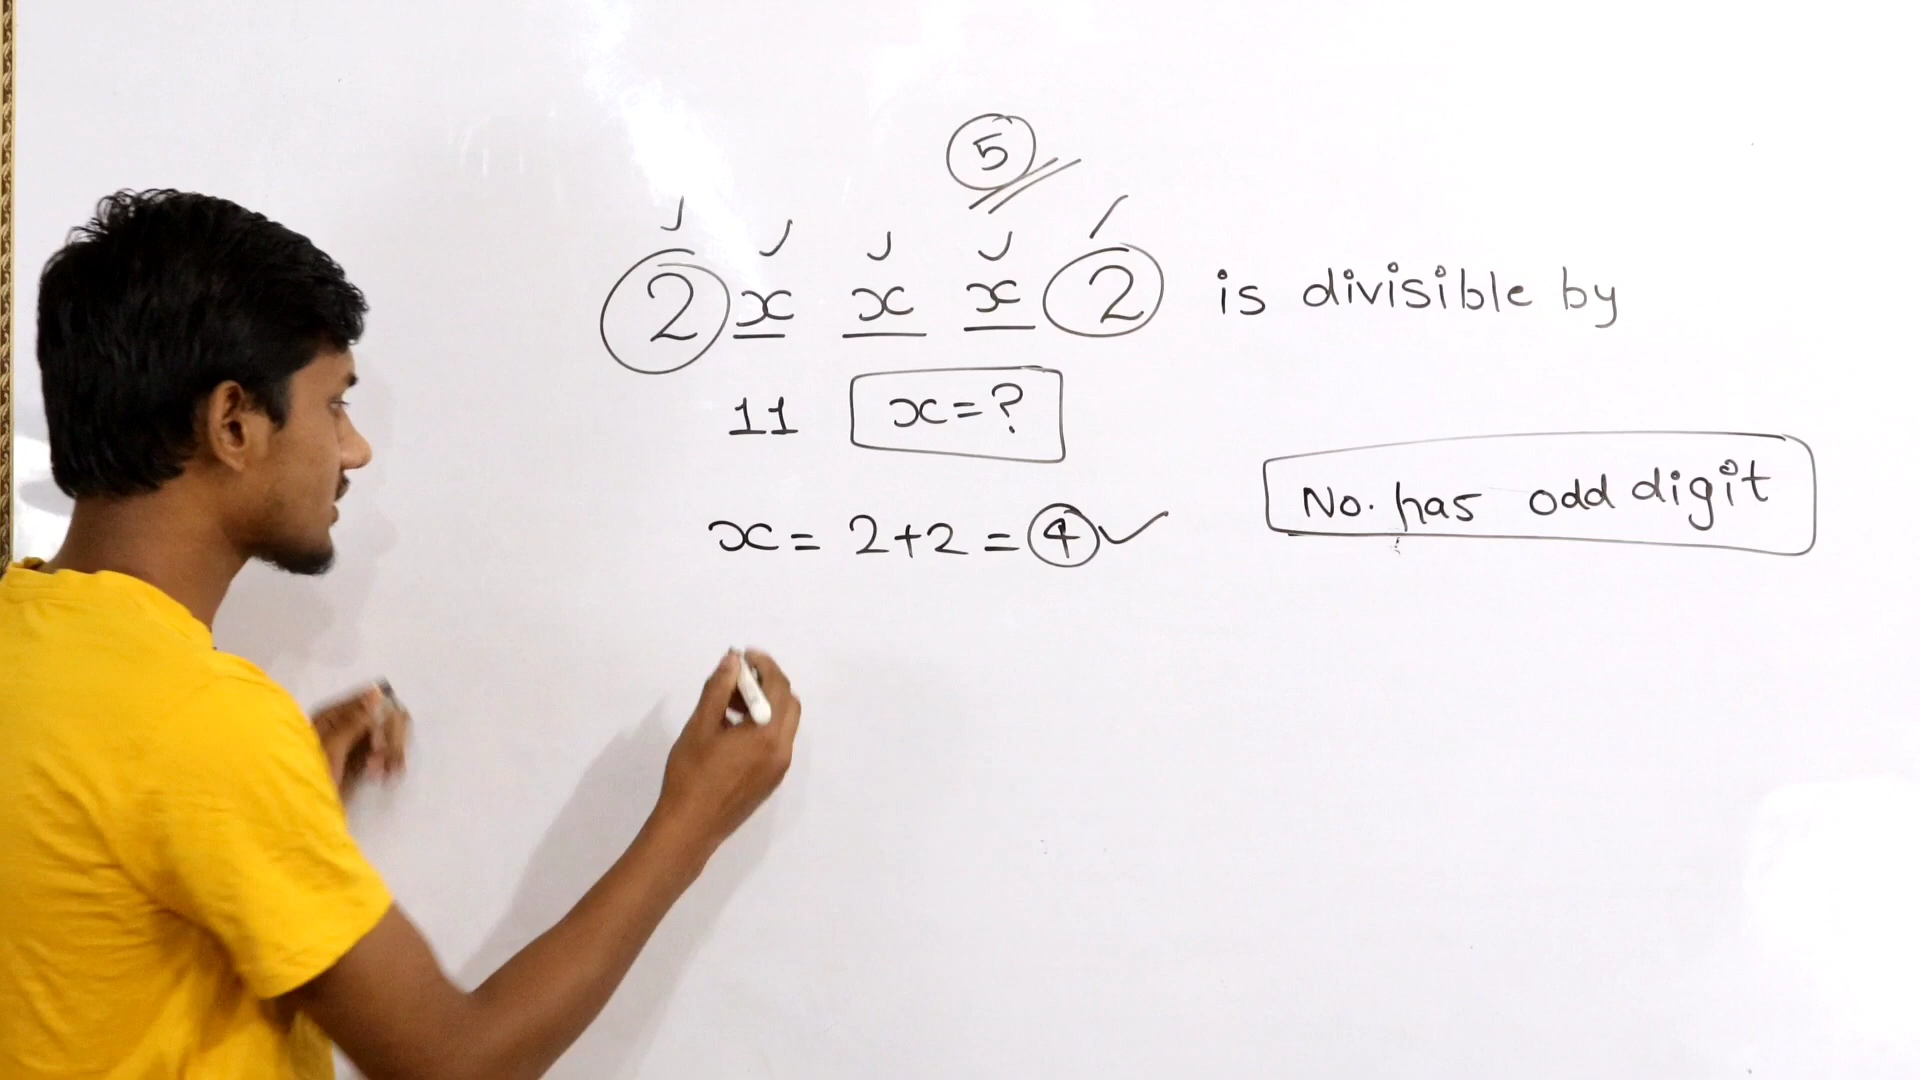 5
2 x x x 2 is divisible by
11 x=?
No. has odd digit
x = 2+2 = 4